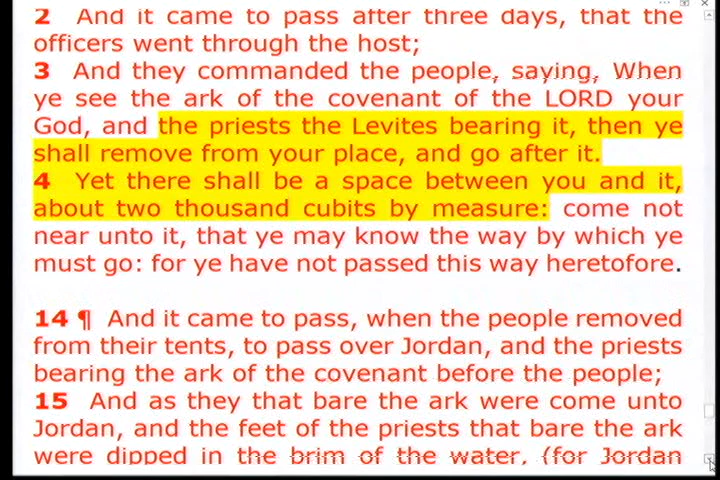 2 And it came to pass after three days, that the
officers went through the host;
3 And they commanded the people, saying, When
ye see the ark of the covenant of the LORD your
God, and the priests the Levites bearing it, then ye
shall remove from your place, and go after it.
4 Yet there shall be a space between you and it,
about two thousand cubits by measure: come not
near unto it, that ye may know the way by which ye
must go: for ye have not passed this way heretofore.
14 ¶ And it came to pass, when the people removed
from their tents, to pass over Jordan, and the priests
bearing the ark of the covenant before the people;
15 And as they that bare the ark were come unto
Jordan, and the feet of the priests that bare the ark
were dipped in the brim of the water, (for Jordan